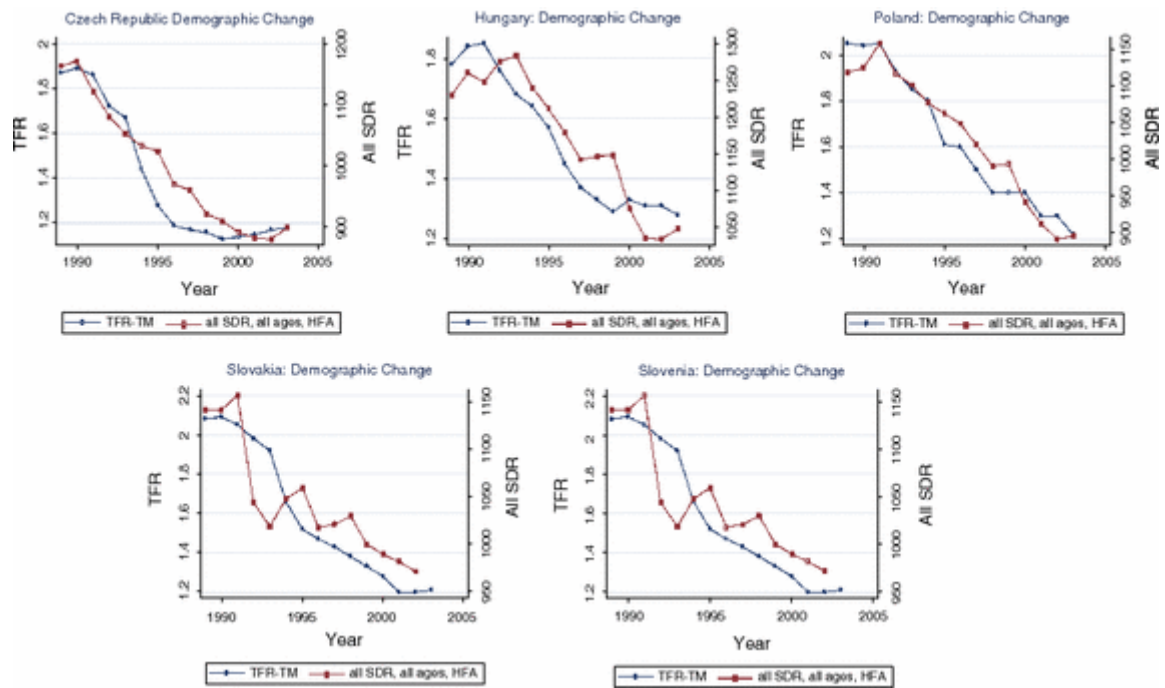 Czech Republic Demographic Change
TFR
2
1.8
1.6
1.4
1.2
1200
1100
1000
900
All SDR
1990 1995 2000 2005
Year
TFR-TM all SDR, all ages, HFA
Hungary: Demographic Change
TFR
1.8
1.6
1.4
1.2
1300
1250
1200
1150
1100
1050
All SDR
1990 1995 2000 2005
Year
TFR-TM all SDR, all ages, HFA
Poland: Demographic Change
TFR
2
1.8
1.6
1.4
1.2
1150
1100
1050
1000
950
900
All SDR
1990 1995 2000 2005
Year
TFR-TM all SDR, all ages, HFA
Slovakia: Demographic Change
TFR
2.2
2
1.8
1.6
1.4
1.2
1150
1100
1050
1000
950
All SDR
1990 1995 2000 2005
Year
TFR-TM all SDR, all ages, HFA
Slovenia: Demographic Change
TFR
2.2
2
1.8
1.6
1.4
1.2
1150
1100
1050
1000
950
All SDR
1990 1995 2000 2005
Year
TFR-TM all SDR, all ages, HFA